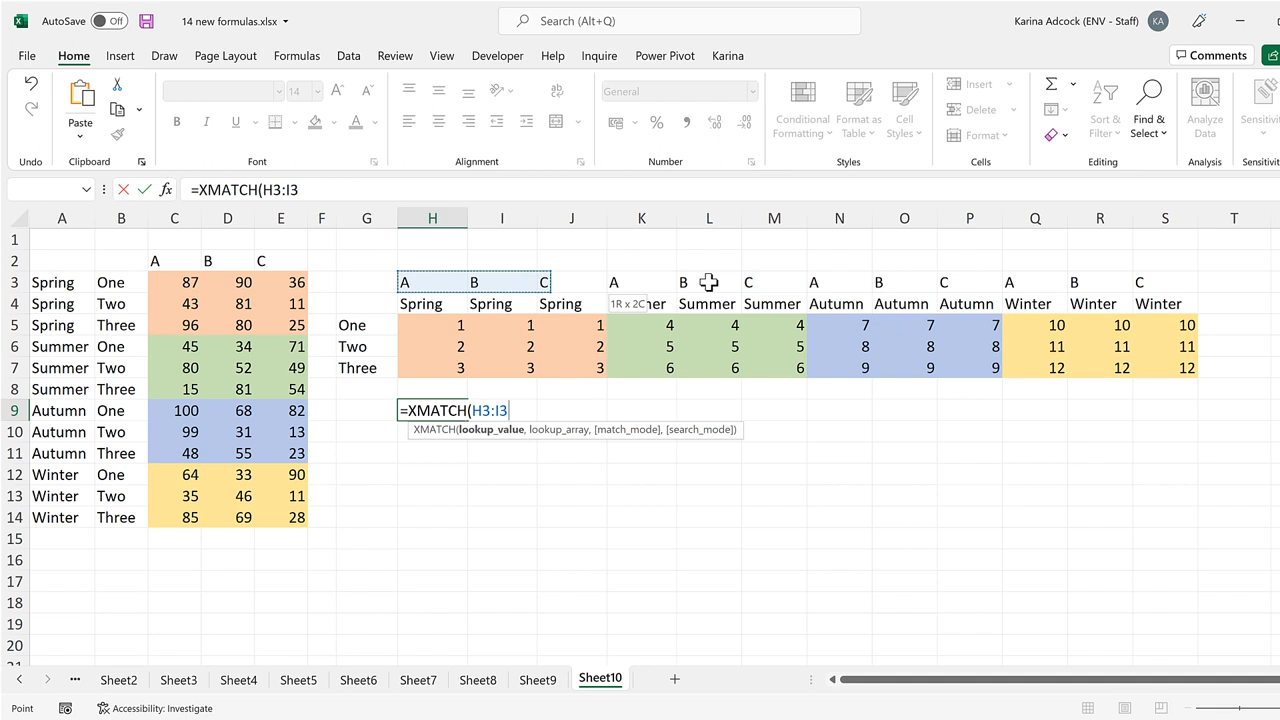 AutoSave Off 14 new formulas.xlsx Search (Alt+Q) Karina Adcock (ENV - Staff) KA
File Home Insert Draw Page Layout Formulas Data Review View Developer Help Inquire Power Pivot Karina Comments
14 A A ab General Insert
Paste B I U A % Conditional Formatting Format as Table Cell Styles Delete Format Sort & Filter Find & Select Analyze Data
Undo Clipboard Font Alignment Number Styles Cells Editing Analysis Sensitivi
fx =XMATCH(H3:I3
A B C D E F G H I J K L M N O P Q R S T
1
2 A B C
3 Spring One 87 90 36 A B C A B C A B C A B C
4 Spring Two 43 81 11 Spring Spring Spring 1R x 2C mer Summer Summer Autumn Autumn Autumn Winter Winter Winter
5 Spring Three 96 80 25 One 1 1 1 4 4 4 7 7 7 10 10 10
6 Summer One 45 34 71 Two 2 2 2 5 5 5 8 8 8 11 11 11
7 Summer Two 80 52 49 Three 3 3 3 6 6 6 9 9 9 12 12 12
8 Summer Three 15 81 54
9 Autumn One 100 68 82 =XMATCH(H3:I3
10 Autumn Two 99 31 13 XMATCH(lookup_value, lookup_array, [match_mode], [search_mode])
11 Autumn Three 48 55 23
12 Winter One 64 33 90
13 Winter Two 35 46 11
14 Winter Three 85 69 28
15
16
17
18
19
20
Sheet2 Sheet3 Sheet4 Sheet5 Sheet6 Sheet7 Sheet8 Sheet9 Sheet10
Point Accessibility: Investigate